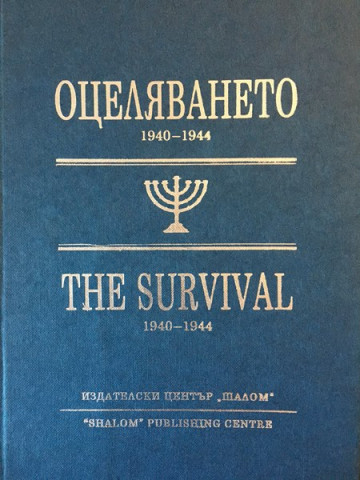 ОЦЕЛЯВАНЕТО
1940–1944
THE SURVIVAL
1940–1944
ИЗДАТЕЛСКИ ЦЕНТЪР „ШАЛОМ“
"SHALOM" PUBLISHING CENTRE